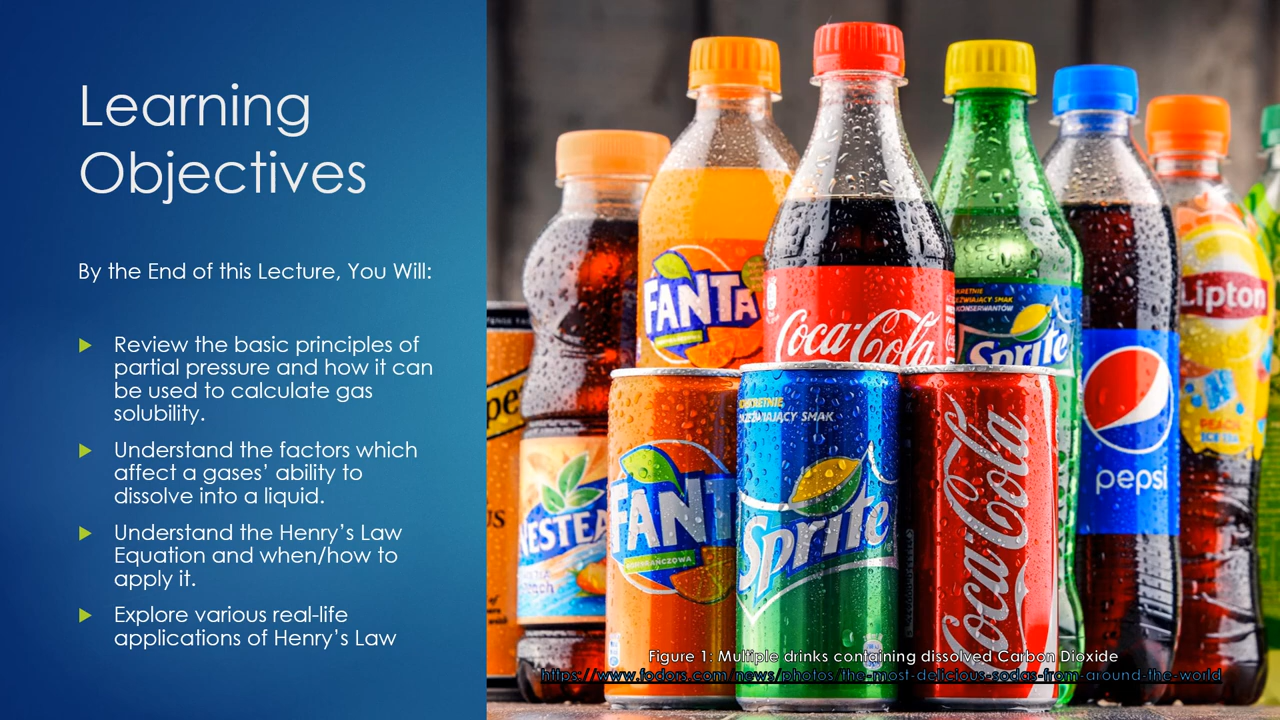 Learning
Objectives
By the End of this Lecture, You Will:
Review the basic principles of
partial pressure and how it can
be used to calculate gas
solubility.
Understand the factors which
affect a gases’ ability to
dissolve into a liquid.
Understand the Henry’s Law
Equation and when/how to
apply it.
Explore various real-life
applications of Henry’s Law
FANTA
Coca-Cola
Sprite
pepsi
Lipton
NESTEA
FANT
ORZEŹWIAJĄCY SMAK
Sprite
Coca-Cola
Figure 1: Multiple drinks containing dissolved Carbon Dioxide
https://www.fodors.com/news/photos/the-most-delicious-sodas-from-around-the-world